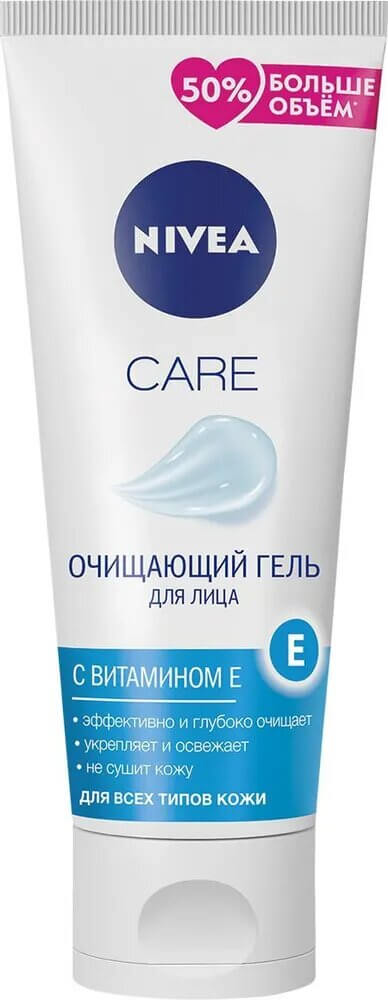 50% БОЛЬШЕ
ОБЪЁМ*
NIVEA
CARE
ОЧИЩАЮЩИЙ ГЕЛЬ
ДЛЯ ЛИЦА
E
С ВИТАМИНОМ Е
• эффективно и глубоко очищает
• укрепляет и освежает
• не сушит кожу
ДЛЯ ВСЕХ ТИПОВ КОЖИ